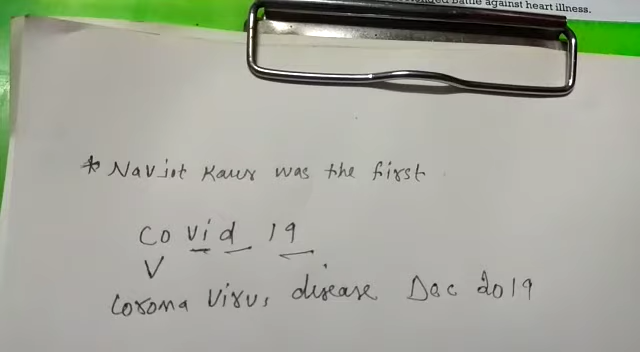 battle against heart illness.
* Navjot Kaur was the first
Covid 19
Corona Virus disease Dec 2019